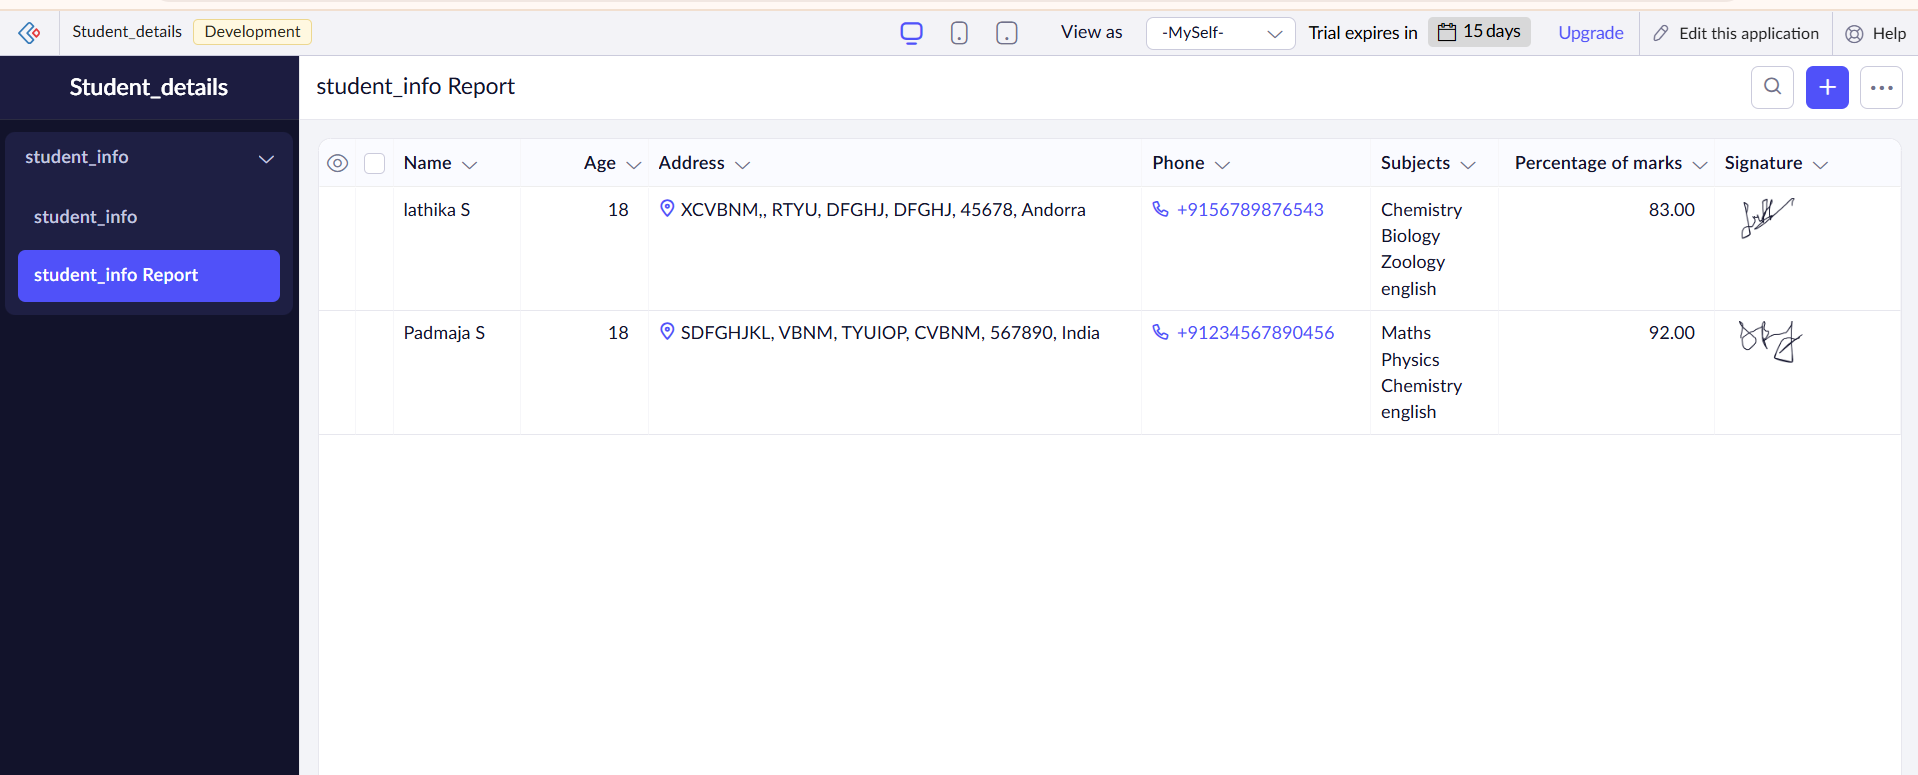 Student_details Development View as -MySelf- Trial expires in 15 days Upgrade Edit this application Help
Student_details
student_info
student_info
student_info Report
student_info Report
Name Age Address Phone Subjects Percentage of marks Signature
lathika S 18 XCVBNM,, RTYU, DFGHJ, DFGHJ, 45678, Andorra +9156789876543 Chemistry 83.00
Biology
Zoology
english
Padmaja S 18 SDFGHJKL, VBNM, TYUIOP, CVBNM, 567890, India +91234567890456 Maths 92.00
Physics
Chemistry
english